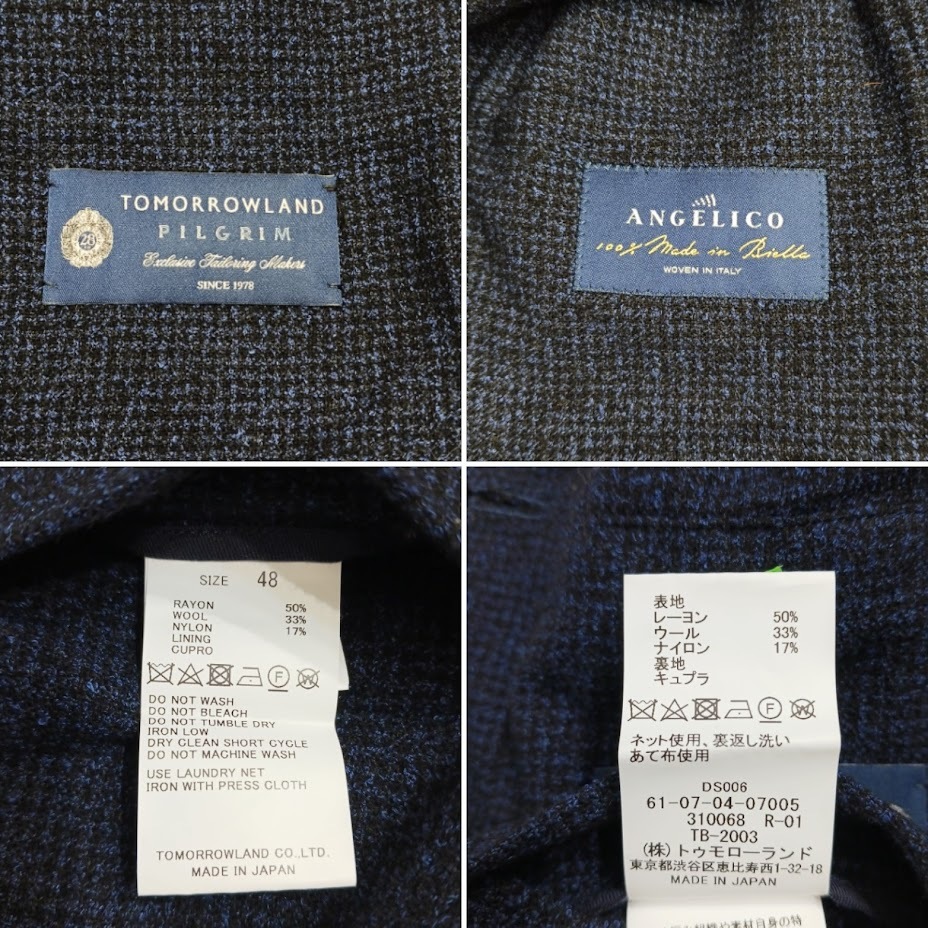 TOMORROWLAND
PILGRIM
28
Exclusive Tailoring Makers
SINCE 1978
ANGELICO
100% Made in Biella
WOVEN IN ITALY
SIZE 48
RAYON 50%
WOOL 33%
NYLON 17%
LINING
CUPRO
F W
DO NOT WASH
DO NOT BLEACH
DO NOT TUMBLE DRY
IRON LOW
DRY CLEAN SHORT CYCLE
DO NOT MACHINE WASH
USE LAUNDRY NET
IRON WITH PRESS CLOTH
TOMORROWLAND CO.,LTD.
MADE IN JAPAN
表地
レーヨン 50%
ウール 33%
ナイロン 17%
裏地
キュプラ
F W
ネット使用、裏返し洗い
あて布使用
DS006
61-07-04-07005
310068 R-01
TB-2003
(株)トゥモローランド
東京都渋谷区恵比寿西1-32-18
MADE IN JAPAN